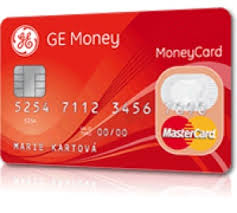 GE Money
MoneyCard
5254 7112 3456
5254
00/00
MARIE KARTOVÁ
MasterCard